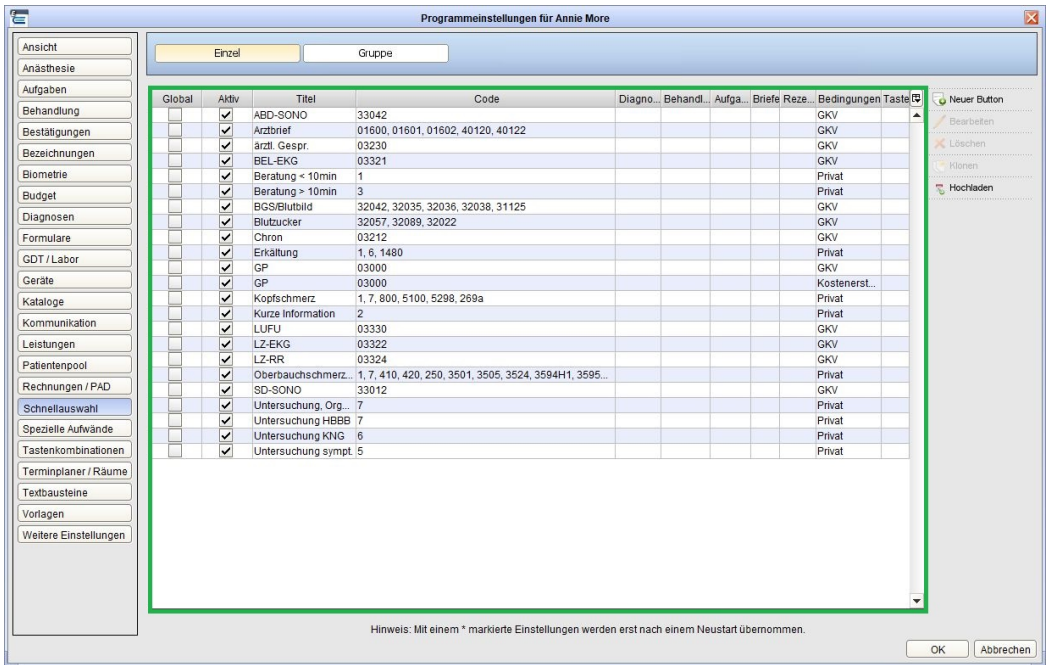 Programmeinstellungen für Annie More
Ansicht
Anästhesie
Aufgaben
Behandlung
Bestätigungen
Bezeichnungen
Biometrie
Budget
Diagnosen
Formulare
GDT / Labor
Geräte
Kataloge
Kommunikation
Leistungen
Patientenpool
Rechnungen / PAD
Schnellauswahl
Spezielle Aufwände
Tastenkombinationen
Terminplaner / Räume
Textbausteine
Vorlagen
Weitere Einstellungen
Einzel Gruppe
Global Aktiv Titel Code Diagno... Behandl... Aufga... Briefe Reze... Bedingungen Taste
ABD-SONO 33042 GKV
Arztbrief 01600, 01601, 01602, 40120, 40122 GKV
ärztl. Gespr. 03230 GKV
BEL-EKG 03321 GKV
Beratung < 10min 1 Privat
Beratung > 10min 3 Privat
BGS/Blutbild 32042, 32035, 32036, 32038, 31125 GKV
Blutzucker 32057, 32089, 32022 GKV
Chron 03212 GKV
Erkältung 1, 6, 1480 Privat
GP 03000 GKV
GP 03000 Kostenerst...
Kopfschmerz 1, 7, 800, 5100, 5298, 269a Privat
Kurze Information 2 Privat
LUFU 03330 GKV
LZ-EKG 03322 GKV
LZ-RR 03324 GKV
Oberbauchschmerz... 1, 7, 410, 420, 250, 3501, 3505, 3524, 3594H1, 3595... Privat
SD-SONO 33012 GKV
Untersuchung, Org... 7 Privat
Untersuchung HBBB 7 Privat
Untersuchung KNG 6 Privat
Untersuchung sympt. 5 Privat
Neuer Button
Bearbeiten
Löschen
Klonen
Hochladen
Hinweis: Mit einem * markierte Einstellungen werden erst nach einem Neustart übernommen.
OK Abbrechen